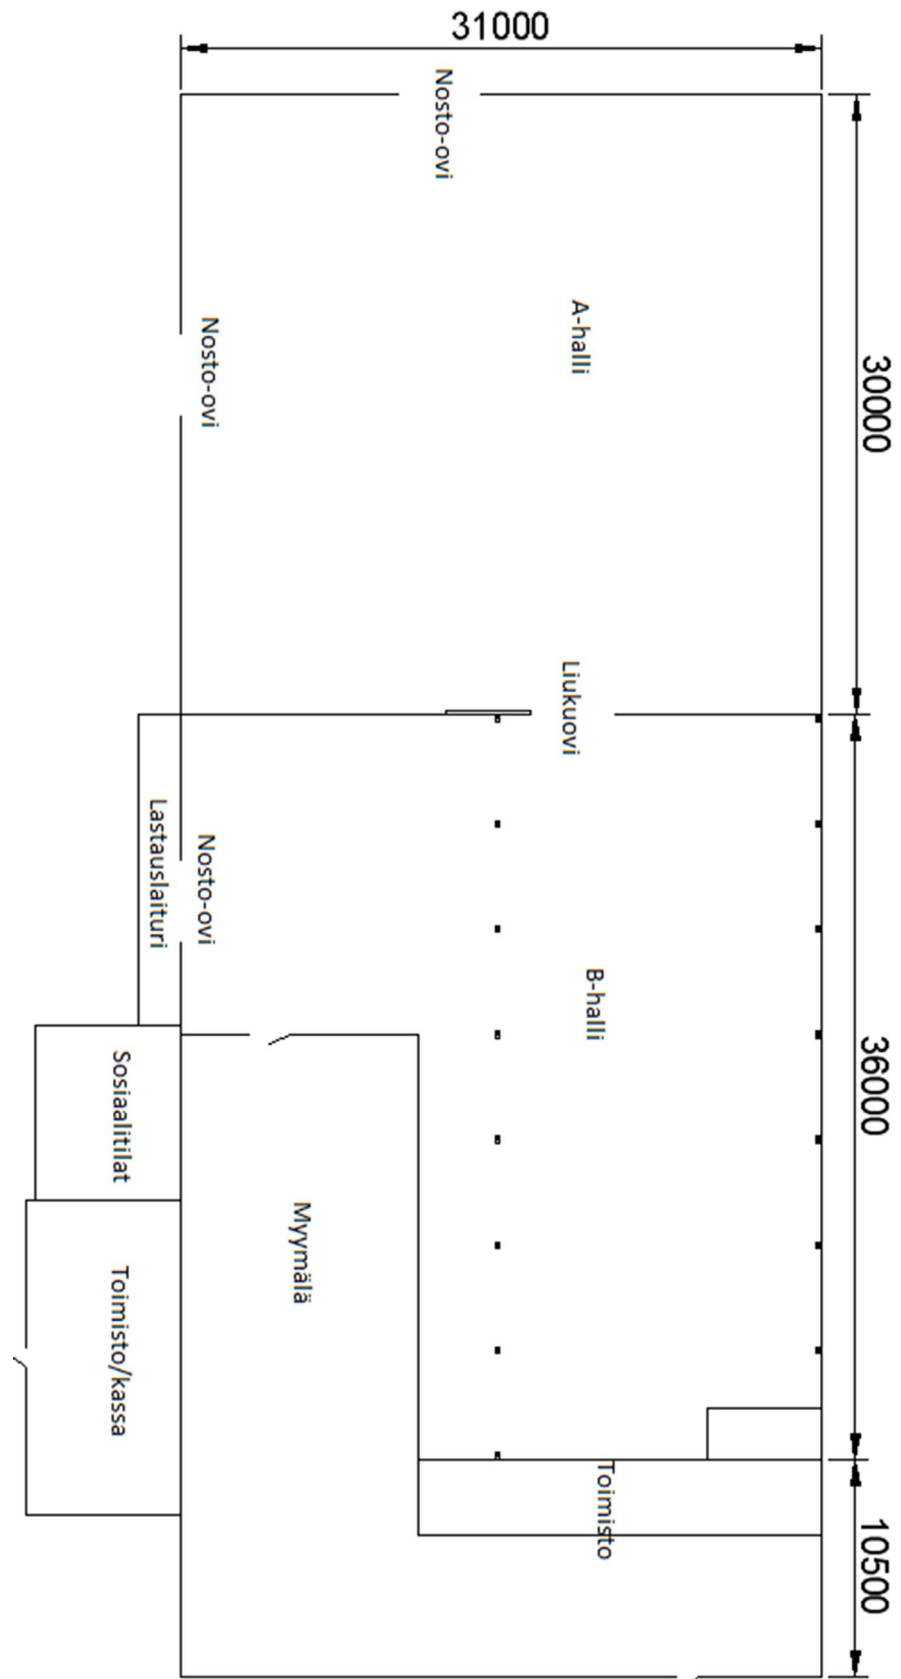 31000
Nosto-ovi
A-halli
30000
Nosto-ovi
Liukuovi
Lastauslaituri
Nosto-ovi
B-halli
36000
Sosiaalitilat
Myymälä
Toimisto/kassa
Toimisto
10500